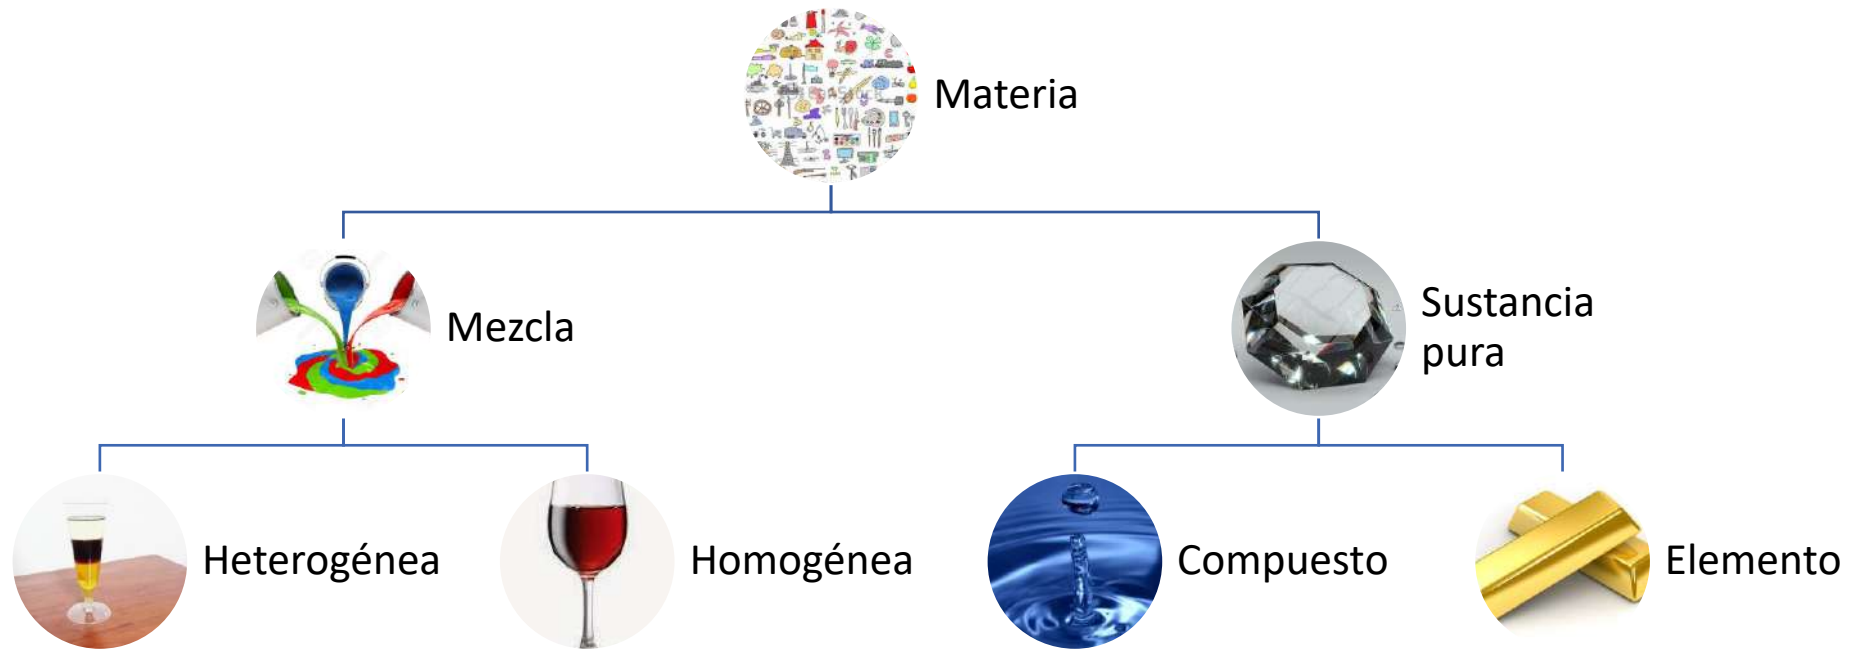 Materia
Mezcla
Sustancia
pura
Heterogénea
Homogénea
Compuesto
Elemento